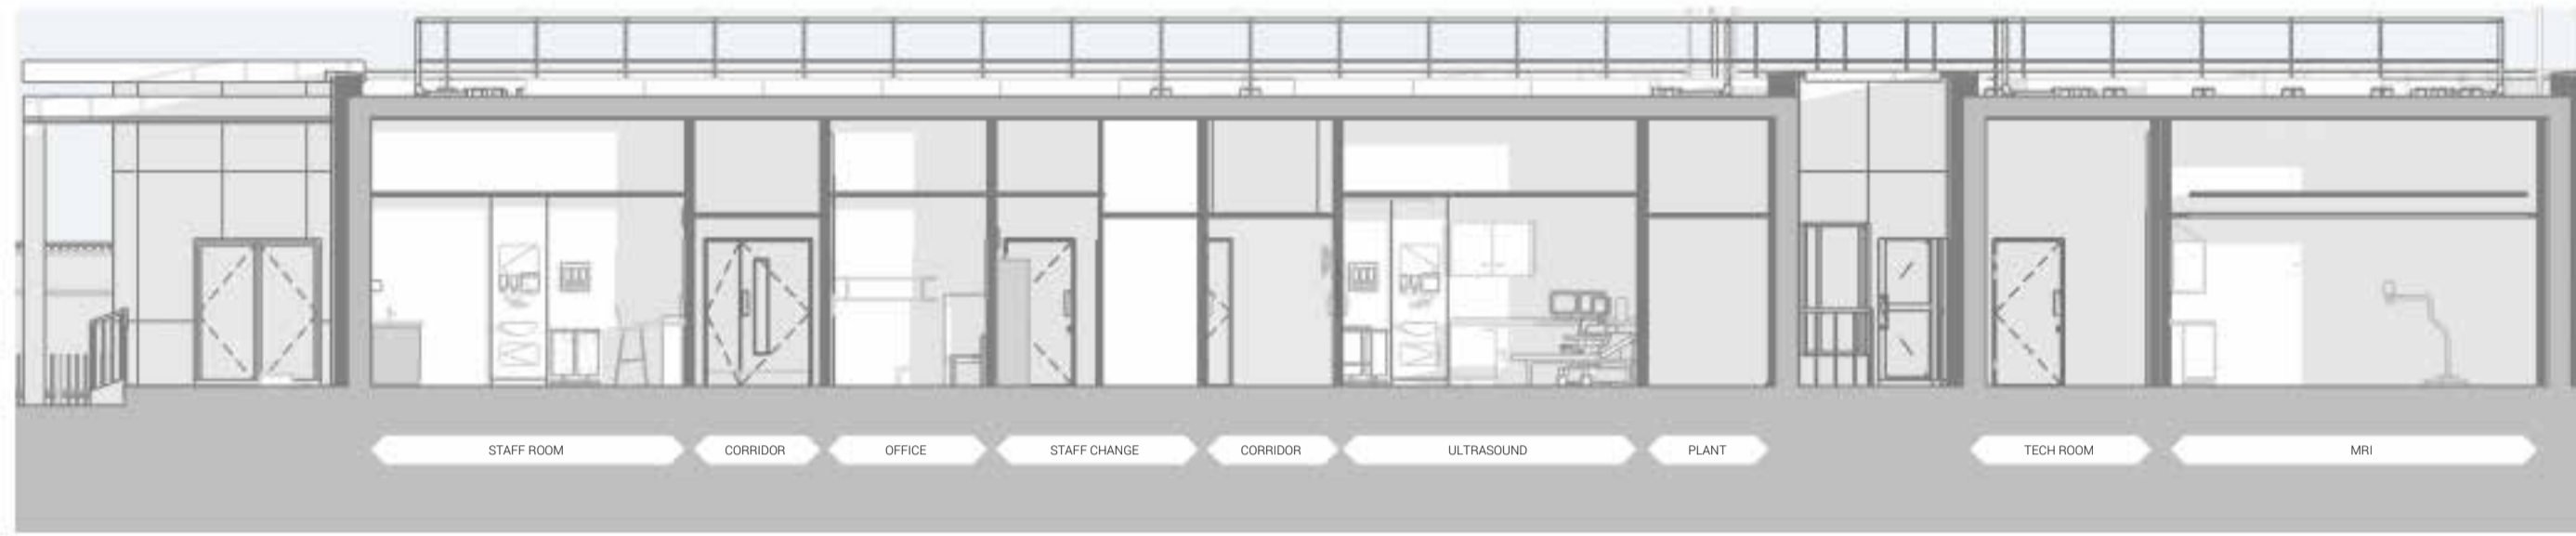 STAFF ROOM
CORRIDOR
OFFICE
STAFF CHANGE
CORRIDOR
ULTRASOUND
PLANT
TECH ROOM
MRI